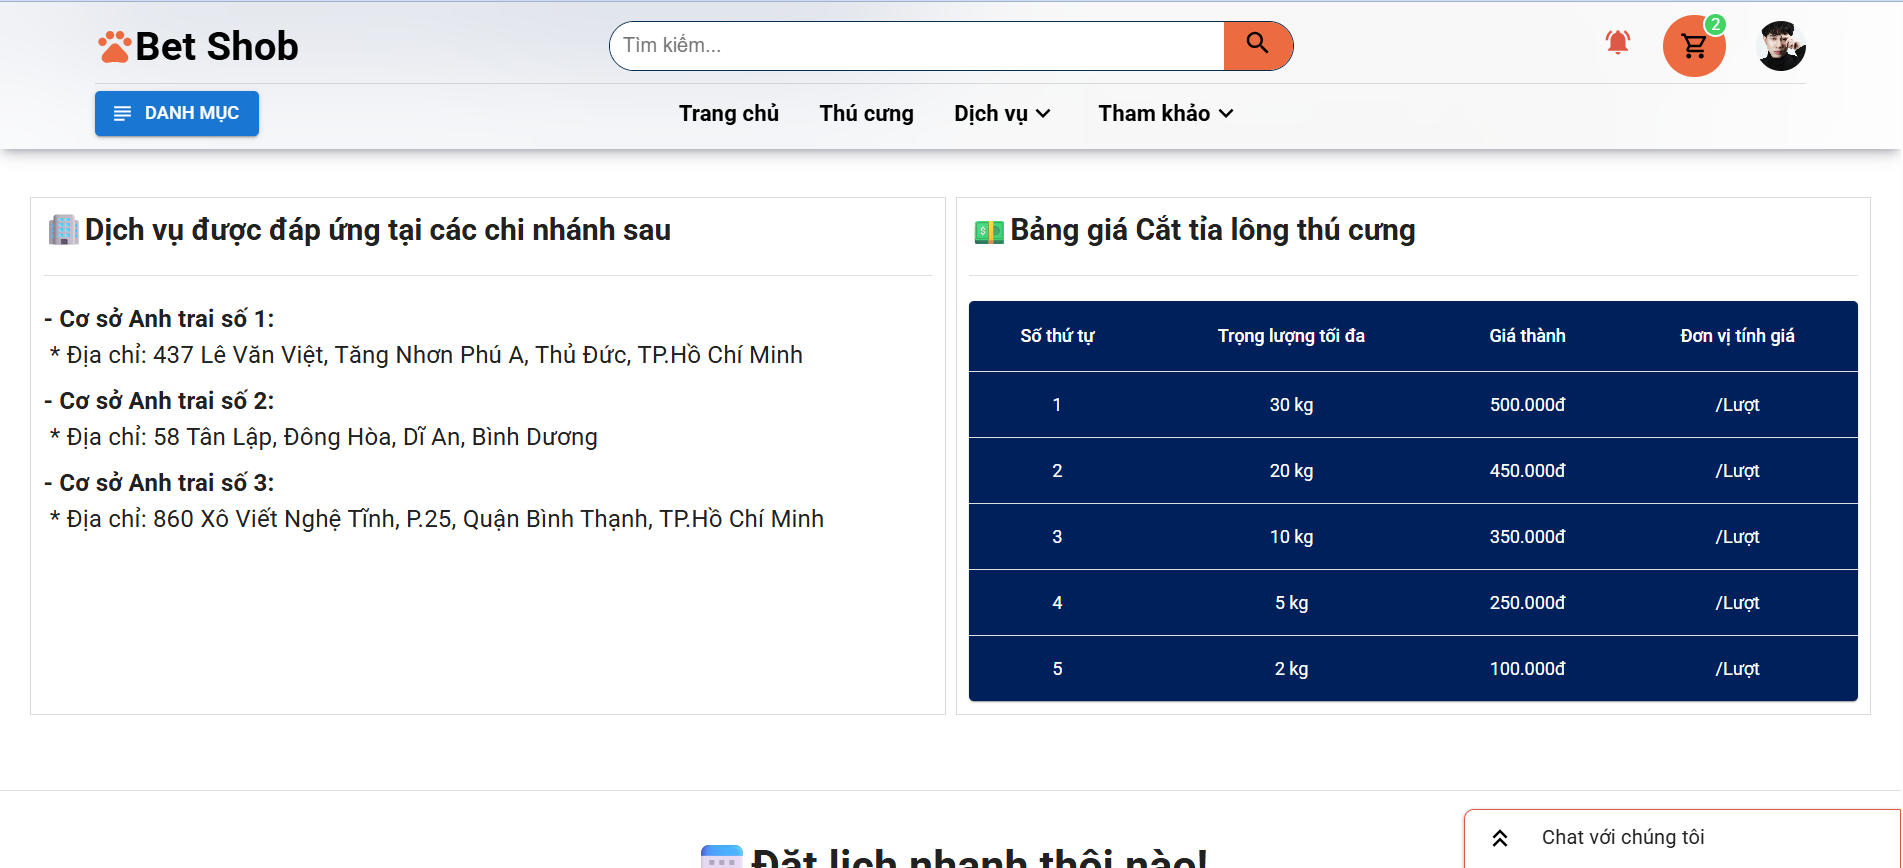 Bet Shob
Tìm kiếm...
2
DANH MỤC
Trang chủ
Thú cưng
Dịch vụ
Tham khảo
Dịch vụ được đáp ứng tại các chi nhánh sau
- Cơ sở Anh trai số 1:
* Địa chỉ: 437 Lê Văn Việt, Tăng Nhơn Phú A, Thủ Đức, TP.Hồ Chí Minh
- Cơ sở Anh trai số 2:
* Địa chỉ: 58 Tân Lập, Đông Hòa, Dĩ An, Bình Dương
- Cơ sở Anh trai số 3:
* Địa chỉ: 860 Xô Viết Nghệ Tĩnh, P.25, Quận Bình Thạnh, TP.Hồ Chí Minh
Bảng giá Cắt tỉa lông thú cưng
Số thứ tự Trọng lượng tối đa Giá thành Đơn vị tính giá
1 30 kg 500.000đ /Lượt
2 20 kg 450.000đ /Lượt
3 10 kg 350.000đ /Lượt
4 5 kg 250.000đ /Lượt
5 2 kg 100.000đ /Lượt
Đặt lịch nhanh thôi nào!
Chat với chúng tôi